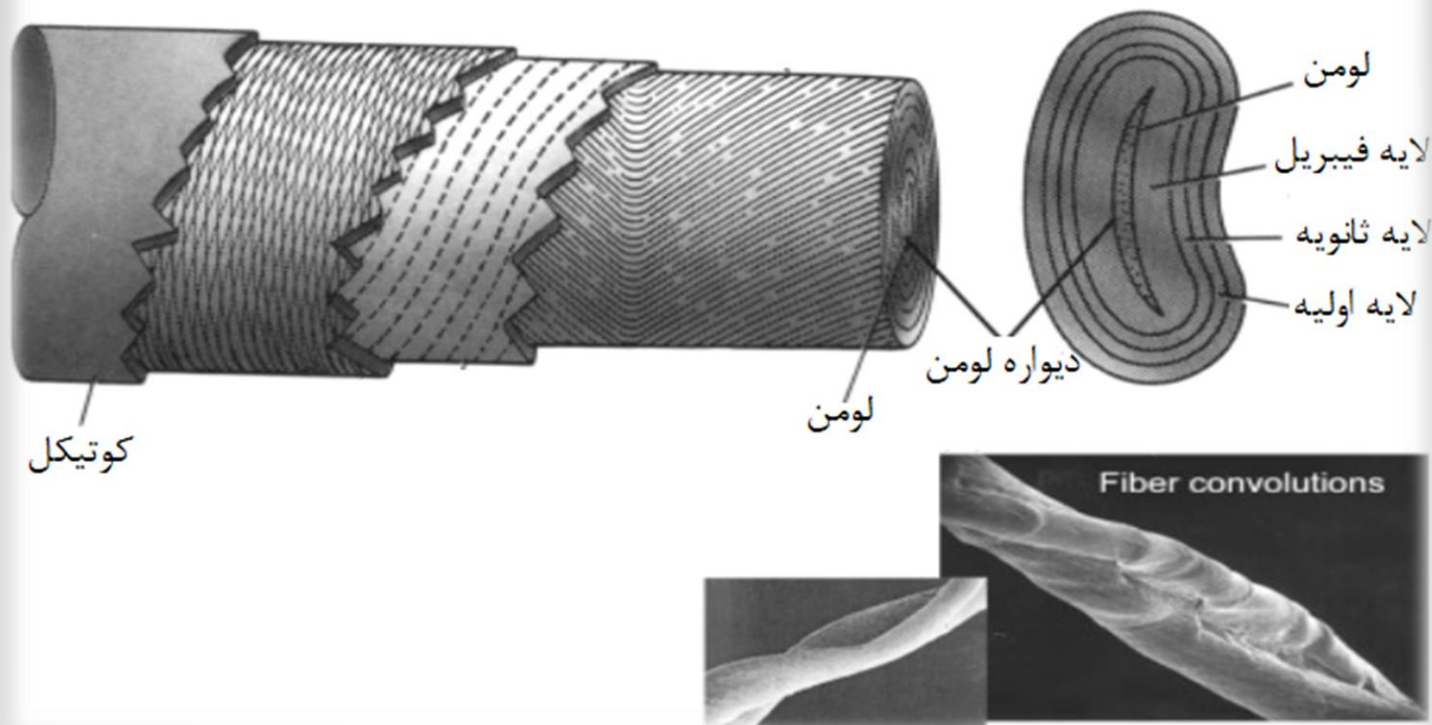 لومن
لایه فیبریل
لایه ثانویه
لایه اولیه
دیواره لومن
لومن
کوتیکل
Fiber convolutions